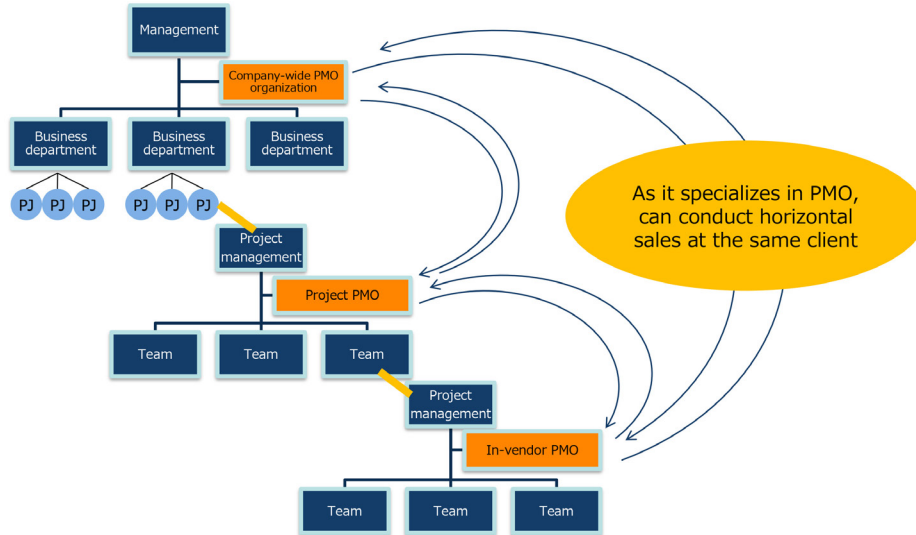 Management
Company-wide PMO
organization
Business
department
Business
department
Business
department
PJ PJ PJ
PJ PJ PJ
As it specializes in PMO,
can conduct horizontal
sales at the same client
Project
management
Project PMO
Team
Team
Team
Project
management
In-vendor PMO
Team
Team
Team